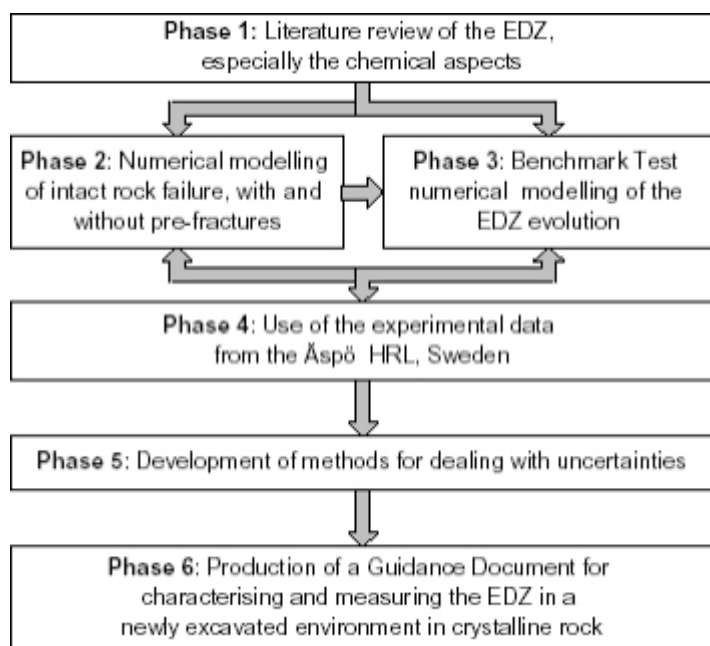 Phase 1: Literature review of the EDZ,
especially the chemical aspects
Phase 2: Numerical modelling
of intact rock failure, with and
without pre-fractures
Phase 3: Benchmark Test
numerical modelling of the
EDZ evolution
Phase 4: Use of the experimental data
from the Äspö HRL, Sweden
Phase 5: Development of methods for dealing with uncertainties
Phase 6: Production of a Guidance Document for
characterising and measuring the EDZ in a
newly excavated environment in crystalline rock